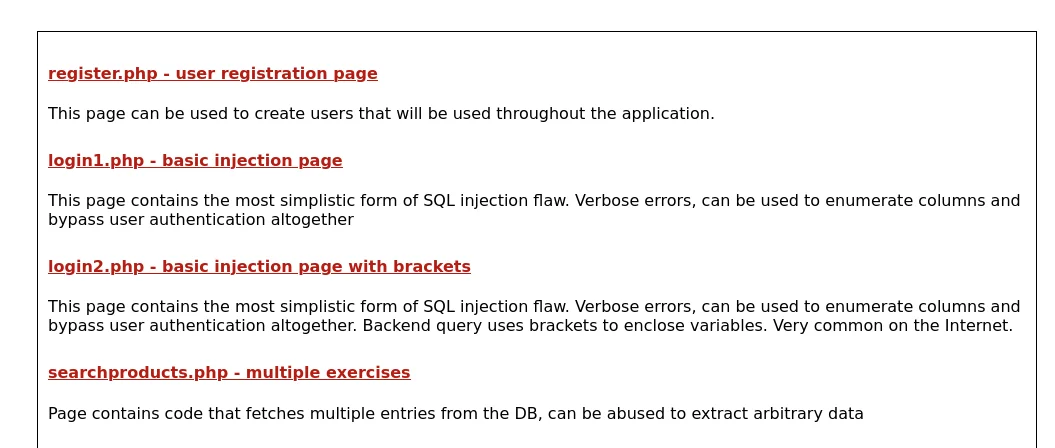 register.php - user registration page
This page can be used to create users that will be used throughout the application.
login1.php - basic injection page
This page contains the most simplistic form of SQL injection flaw. Verbose errors, can be used to enumerate columns and
bypass user authentication altogether
login2.php - basic injection page with brackets
This page contains the most simplistic form of SQL injection flaw. Verbose errors, can be used to enumerate columns and
bypass user authentication altogether. Backend query uses brackets to enclose variables. Very common on the Internet.
searchproducts.php - multiple exercises
Page contains code that fetches multiple entries from the DB, can be abused to extract arbitrary data